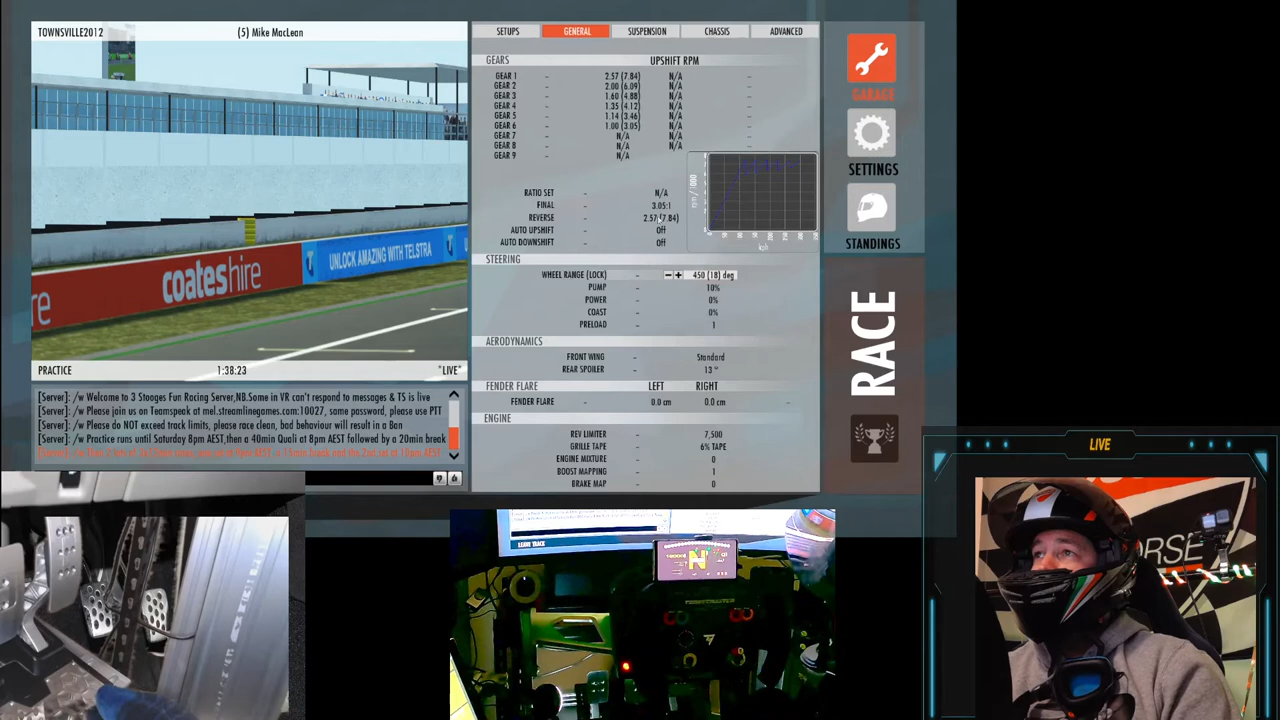 TOWNSVILLE2012 (5) Mike MacLean
coateshire
UNLOCK AMAZING WITH TELSTRA
PRACTICE 1:38:23 "LIVE"
[Server]: /w Welcome to 3 Stooges Fun Racing Server,NB.Some in VR can't respond to messages & TS is live
[Server]: /w Please join us on Teamspeak at mel.streamlinegames.com:10027, same password, please use PTT
[Server]: /w Please do NOT exceed track limits, please race clean, bad behaviour will result in a Ban
[Server]: /w Practice runs until Saturday 8pm AEST,then a 40min Quali at 8pm AEST followed by a 20min break
SETUPS GENERAL SUSPENSION CHASSIS ADVANCED
GEARS UPSHIFT RPM
GEAR 1 - 2.57 (7.84) N/A -
GEAR 2 - 2.00 (6.09) N/A -
GEAR 3 - 1.60 (4.88) N/A -
GEAR 4 - 1.35 (4.12) N/A -
GEAR 5 - 1.14 (3.46) N/A -
GEAR 6 - 1.00 (3.05) N/A -
GEAR 7 - N/A N/A -
GEAR 8 - N/A N/A -
GEAR 9 - N/A -
rpm / 1000
RATIO SET - N/A
FINAL - 3.05:1
REVERSE - 2.57 (7.84)
AUTO UPSHIFT - Off
AUTO DOWNSHIFT - Off
STEERING
WHEEL RANGE (LOCK) - 450 (18) deg
PUMP - 10%
POWER - 0%
COAST - 0%
PRELOAD - 1
AERODYNAMICS
FRONT WING - Standard
REAR SPOILER - 13 °
FENDER FLARE LEFT RIGHT
FENDER FLARE - 0.0 cm 0.0 cm -
ENGINE
REV LIMITER - 7,500
GRILLE TAPE - 6% TAPE
ENGINE MIXTURE - 0
BOOST MAPPING - 1
BRAKE MAP - 0
GARAGE
SETTINGS
STANDINGS
RACE
LIVE
N
ORSE